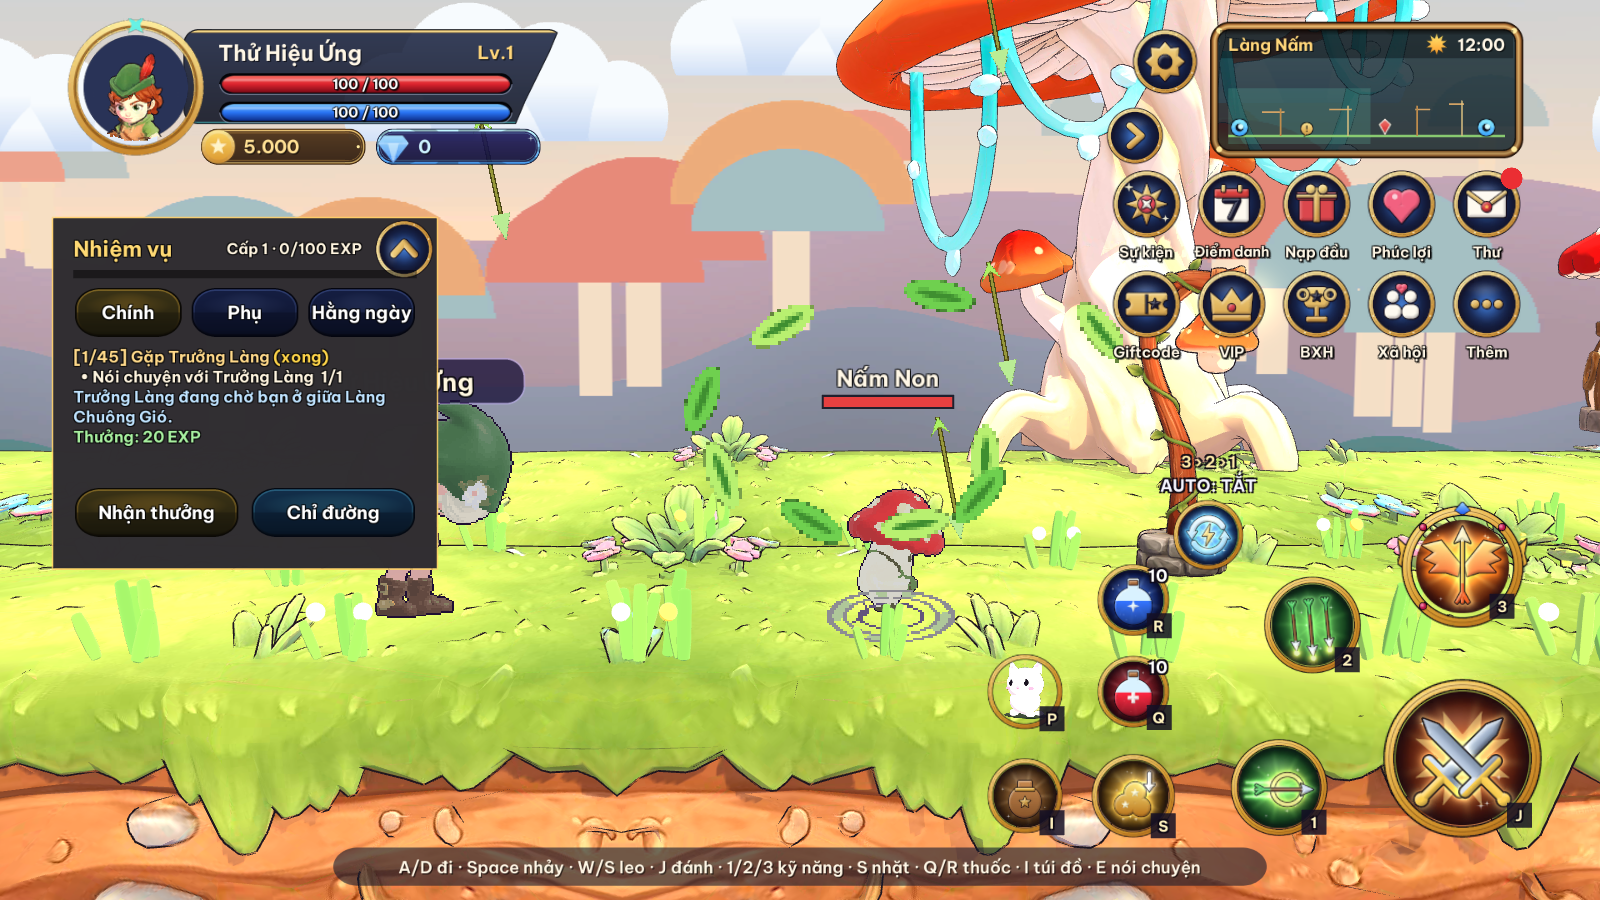 Thử Hiệu Ứng
Lv.1
100 / 100
100 / 100
5.000
0
Làng Nấm
12:00
Sự kiện
7
Điểm danh
Nạp đầu
Phúc lợi
Thư
Giftcode
VIP
BXH
Xã hội
Thêm
Nhiệm vụ
Cấp 1 · 0/100 EXP
Chính
Phụ
Hằng ngày
[1/45] Gặp Trưởng Làng (xong)
• Nói chuyện với Trưởng Làng 1/1
Trưởng Làng đang chờ bạn ở giữa Làng
Chuông Gió.
Thưởng: 20 EXP
Nhận thưởng
Chỉ đường
Ứng
Nấm Non
3>2>1
AUTO: TẮT
10
R
10
Q
P
I
S
1
2
3
J
A/D đi · Space nhảy · W/S leo · J đánh · 1/2/3 kỹ năng · S nhặt · Q/R thuốc · I túi đồ · E nói chuyện